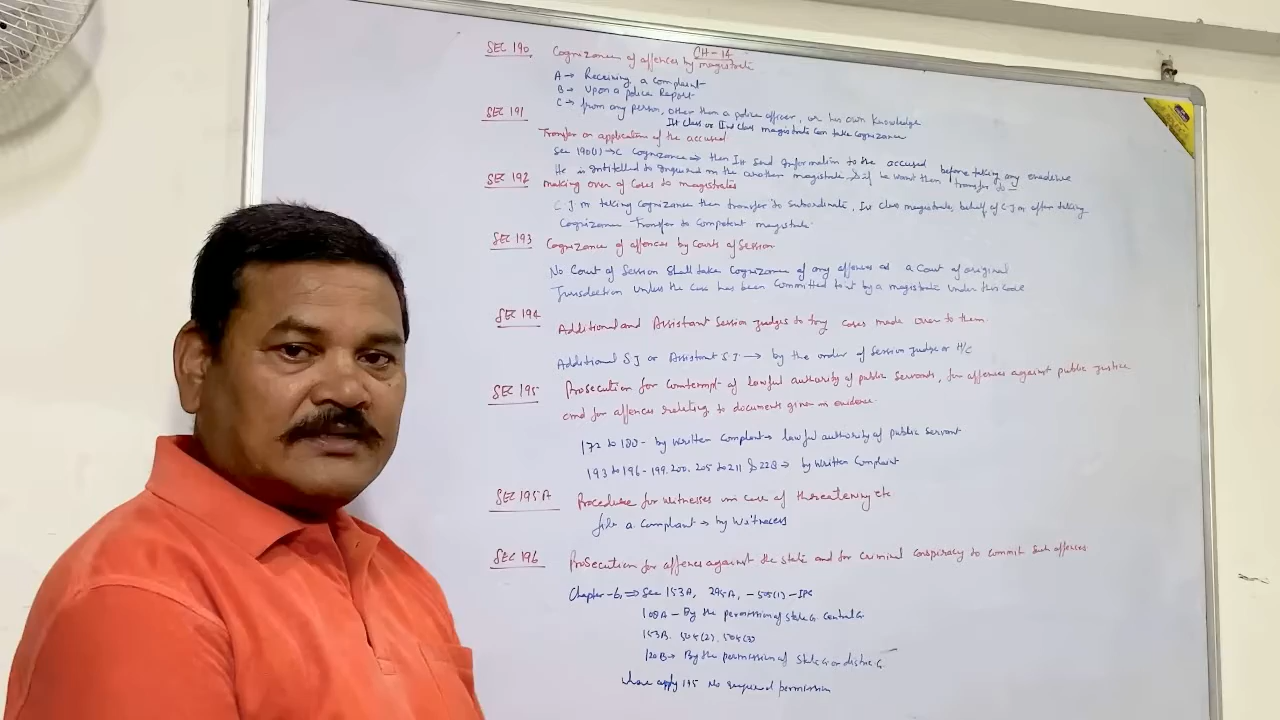 CH-14
SEC 190 Cognizance of offences by magistrate
A → Receiving a complaint
B → Upon a police Report
C → from any person, other than a police officer, or his own knowledge
Ist class or IInd class magistrate can take Cognizance
SEC 191
Transfer on application of the accused
Sec 190(1) → C Cognizance → then Ist send information to the accused before taking any evidence
He is entitled to inquired in the another magistrate & if he want then transfer
SEC 192 making over of Cases to magistrates
C.J.M taking Cognizance then transfer to Subordinate, Ist class magistrate, behalf of C.J.M after taking
Cognizance Transfer to Competent magistrate.
SEC 193 Cognizance of offences by Courts of Session
No Court of Session Shall take Cognizance of any offences as a Court of original
Jurisdiction unless the Case has been Committed to it by a magistrate under this Code
SEC 194 Additional and Assistant Session judges to try cases made over to them.
Additional S J or Assistant S.J. → by the order of Session judge or H/C
SEC 195 Prosecution for Contempt of lawful authority of public Servants, for offences against public justice
and for offences relating to documents given in evidence.
172 to 188 - by written Complant → lawful authority of public servant
193 to 196 - 199, 200, 205 to 211 & 228 → by written Complaint
SEC 195A Procedure for witnesses in case of threatening etc
file a Complaint → by Witness
SEC 196 Prosecution for offences against the state and for Criminal conspiracy to commit such offences
Chapter-6 ⇒ Sec 153A, 295A, - 505(1) - IPC
108A - By the permission of state G. Central G.
153B. 505(2). 505(3)
120B → By the permission of State G or distric G.
where apply 195 No required permission